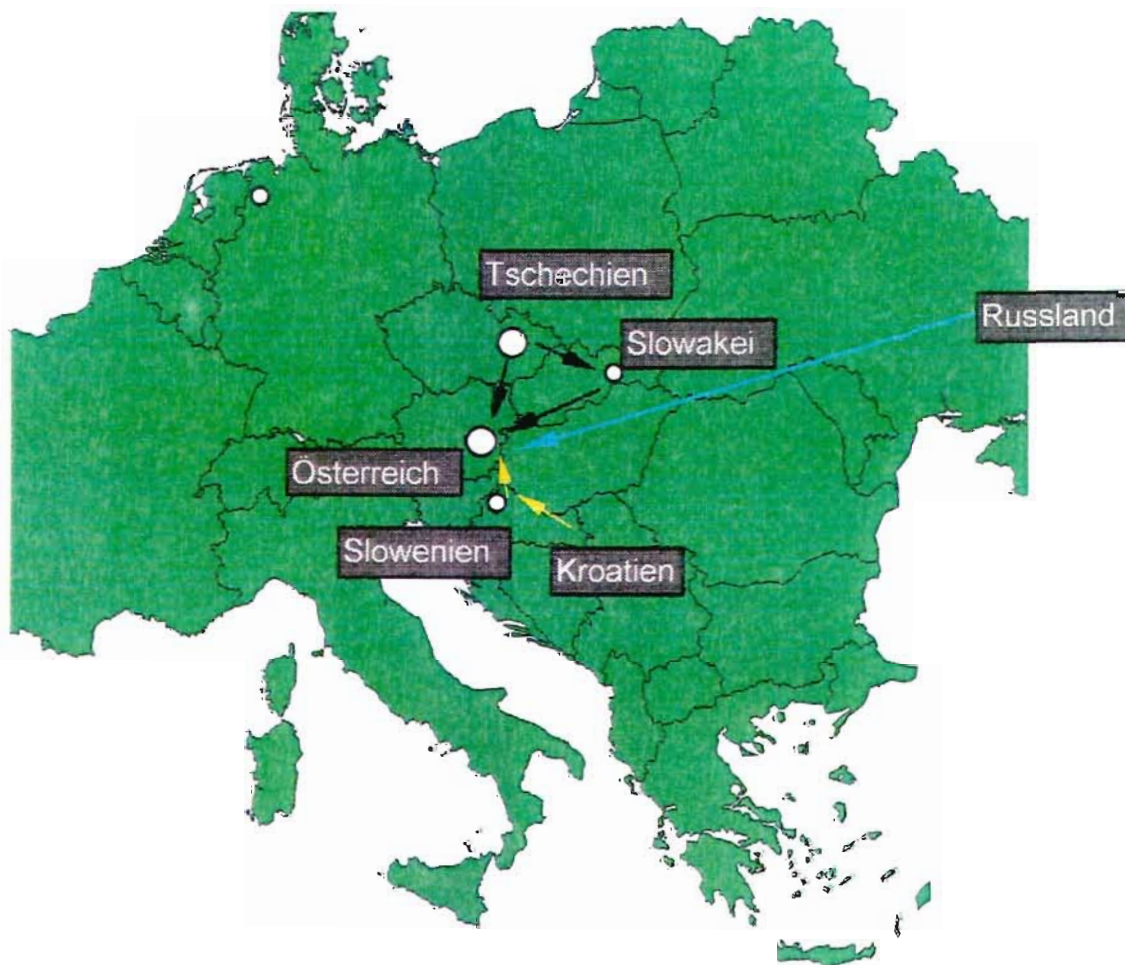 Tschechien
Slowakei
Russland
Österreich
Slowenien
Kroatien